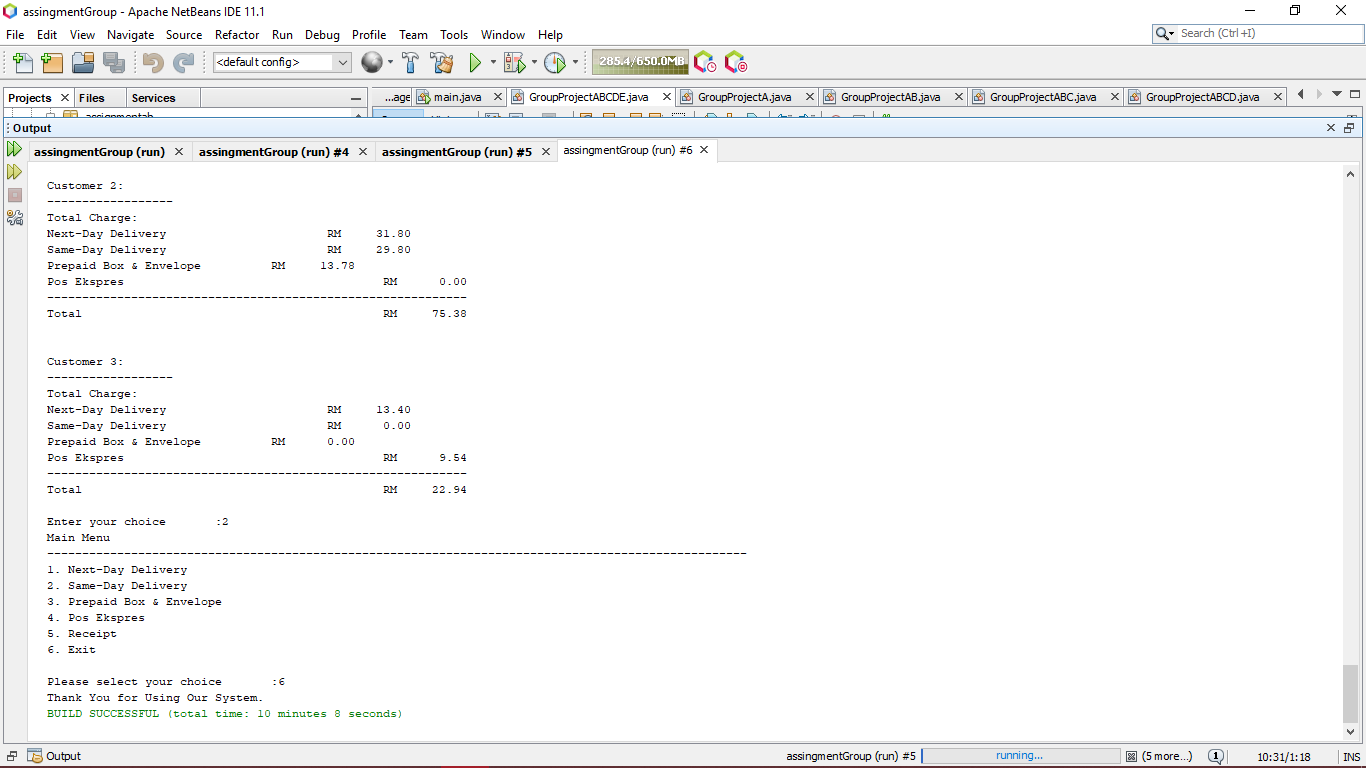 assingmentGroup - Apache NetBeans IDE 11.1
File Edit View Navigate Source Refactor Run Debug Profile Team Tools Window Help
Search (Ctrl+I)
<default config>
285.4/650.0MB
Projects Files Services
...age main.java GroupProjectABCDE.java GroupProjectA.java GroupProjectAB.java GroupProjectABC.java GroupProjectABCD.java
assignmentab
Output
assingmentGroup (run) assingmentGroup (run) #4 assingmentGroup (run) #5 assingmentGroup (run) #6
Customer 2:
------------------
Total Charge:
Next-Day Delivery RM 31.80
Same-Day Delivery RM 29.80
Prepaid Box & Envelope RM 13.78
Pos Ekspres RM 0.00
------------------------------------------------------------
Total RM 75.38
Customer 3:
------------------
Total Charge:
Next-Day Delivery RM 13.40
Same-Day Delivery RM 0.00
Prepaid Box & Envelope RM 0.00
Pos Ekspres RM 9.54
------------------------------------------------------------
Total RM 22.94
Enter your choice :2
Main Menu
----------------------------------------------------------------------------------------------------
1. Next-Day Delivery
2. Same-Day Delivery
3. Prepaid Box & Envelope
4. Pos Ekspres
5. Receipt
6. Exit
Please select your choice :6
Thank You for Using Our System.
BUILD SUCCESSFUL (total time: 10 minutes 8 seconds)
Output assingmentGroup (run) #5 running... (5 more...) 1 10:31/1:18 INS